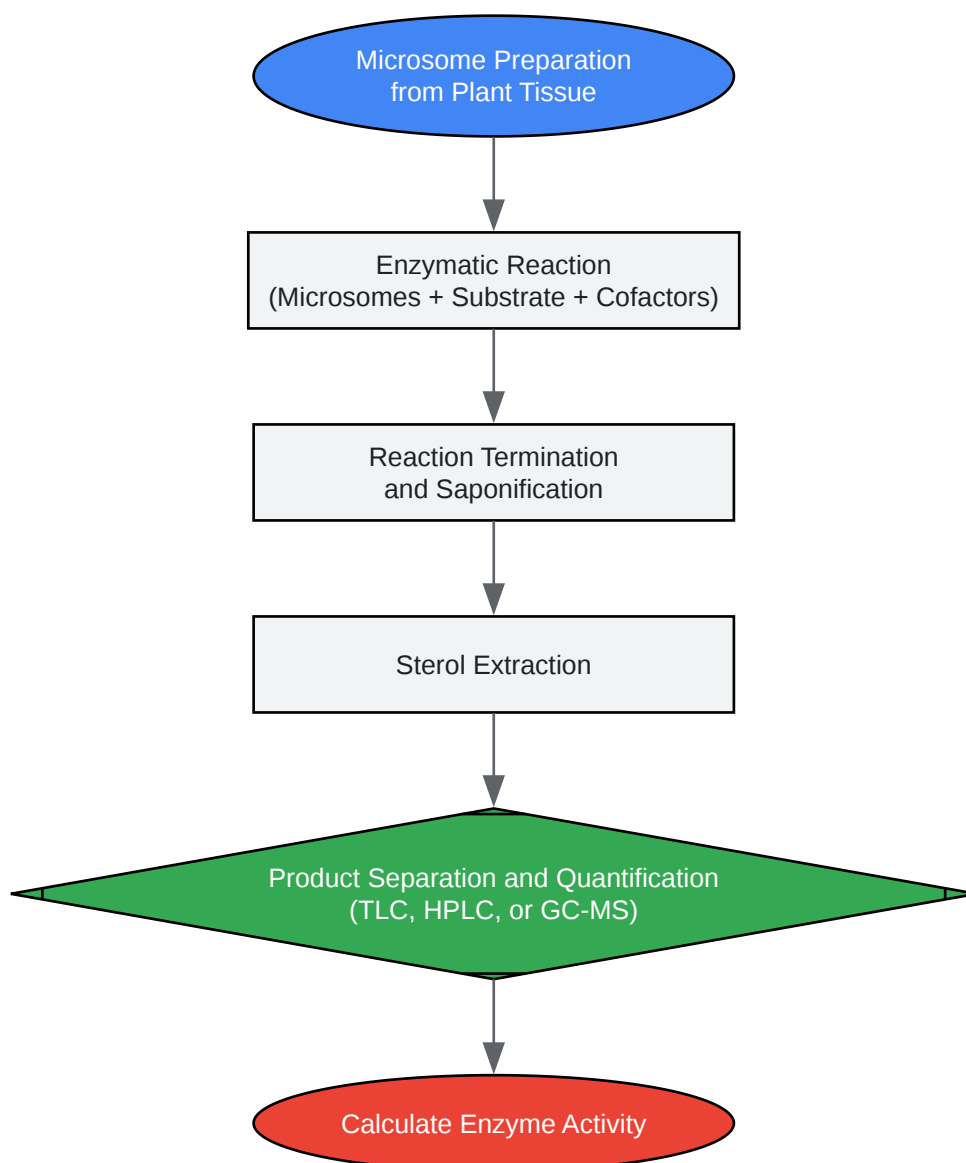 Microsome Preparation
from Plant Tissue
Enzymatic Reaction
(Microsomes + Substrate + Cofactors)
Reaction Termination
and Saponification
Sterol Extraction
Product Separation and Quantification
(TLC, HPLC, or GC-MS)
Calculate Enzyme Activity